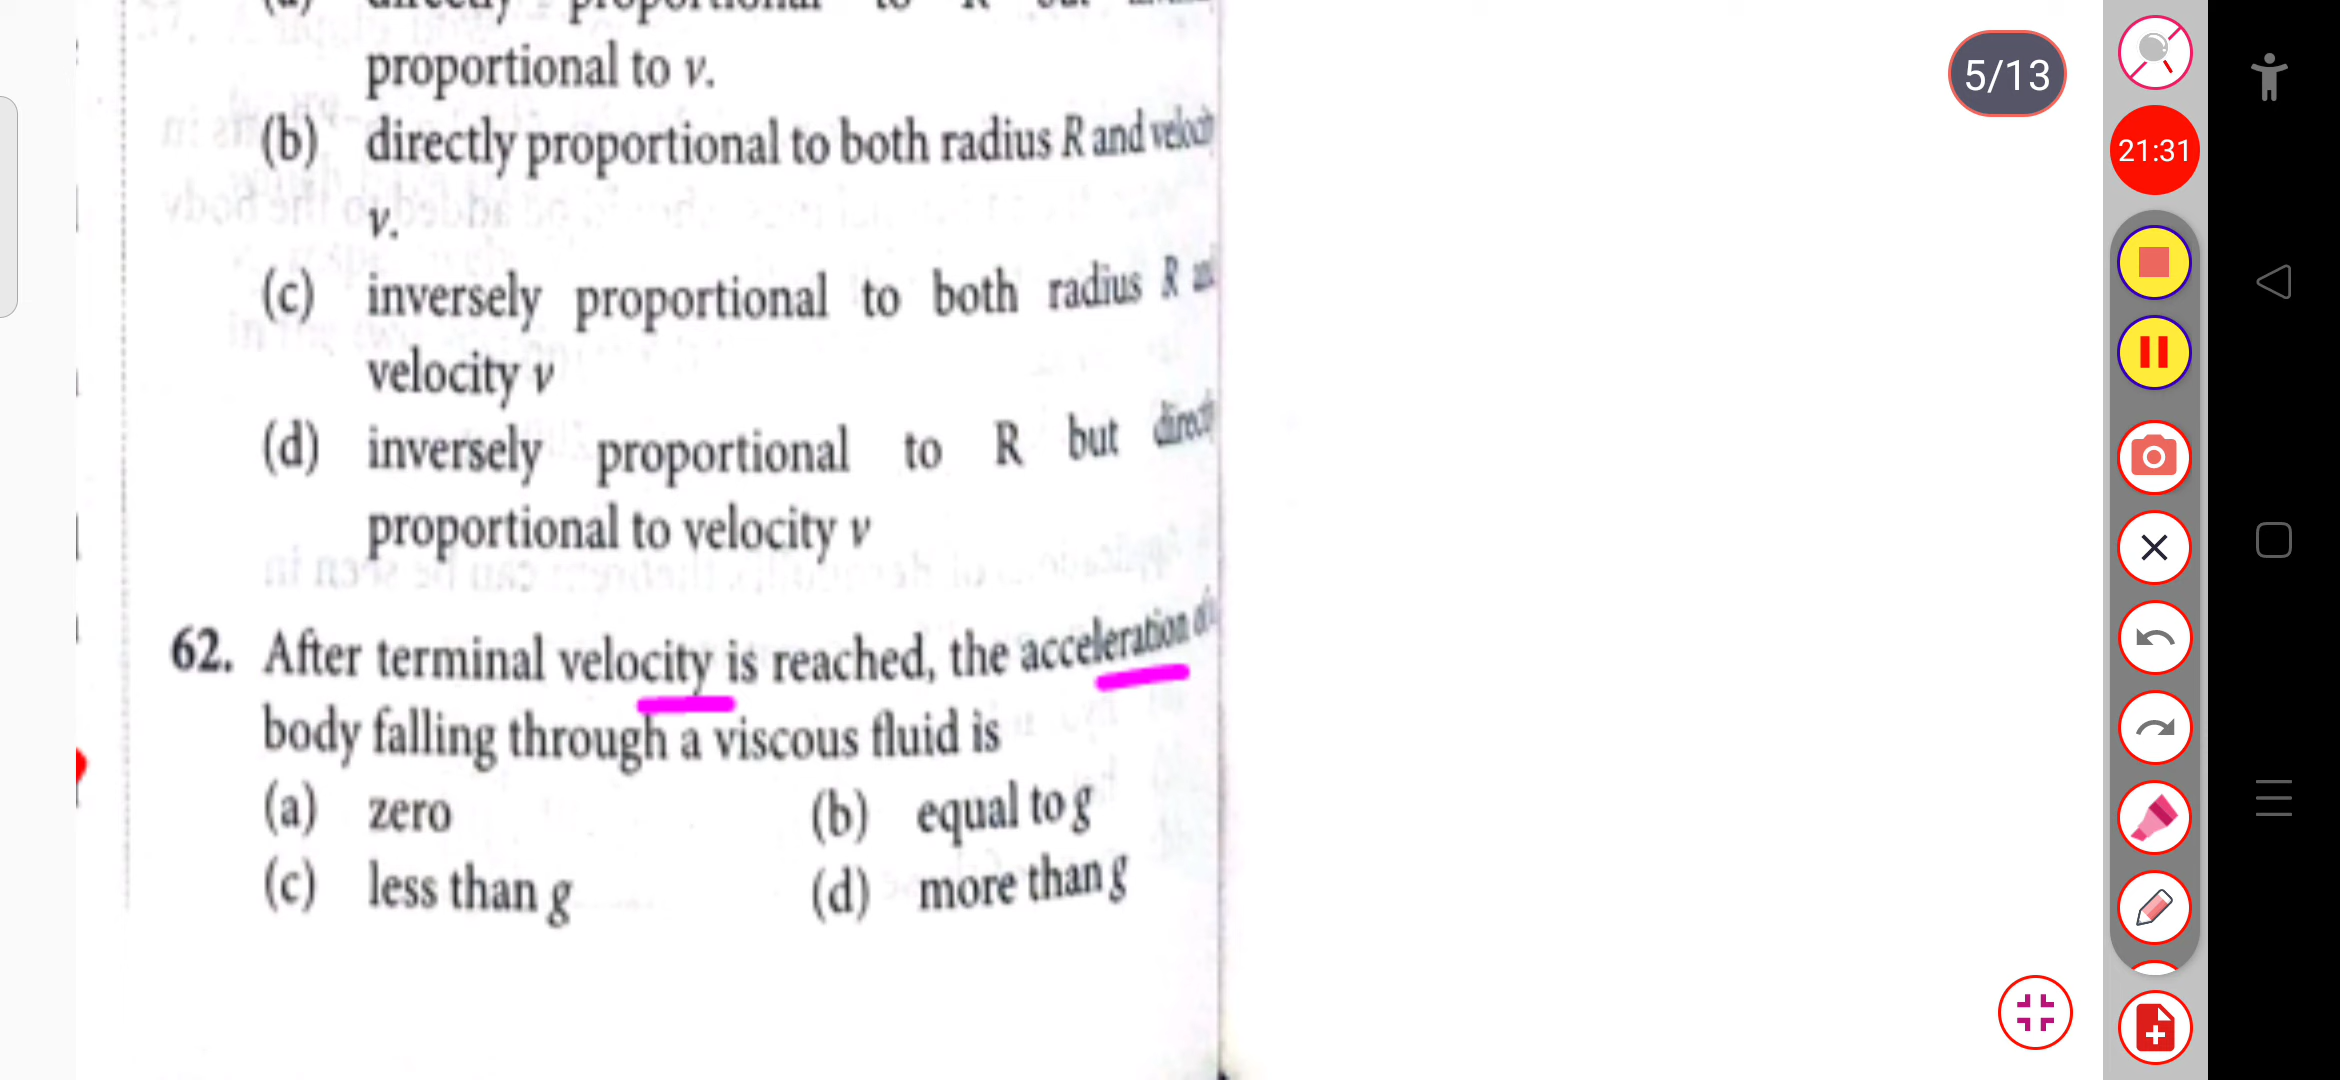 proportional to v.
(b) directly proportional to both radius R and
v.
(c) inversely proportional to both radius R
velocity v
(d) inversely proportional to R but
proportional to velocity v
62. After terminal velocity is reached, the acceleration
body falling through a viscous fluid is
(a) zero (b) equal to g
(c) less than g (d) more than g
5/13
21:31